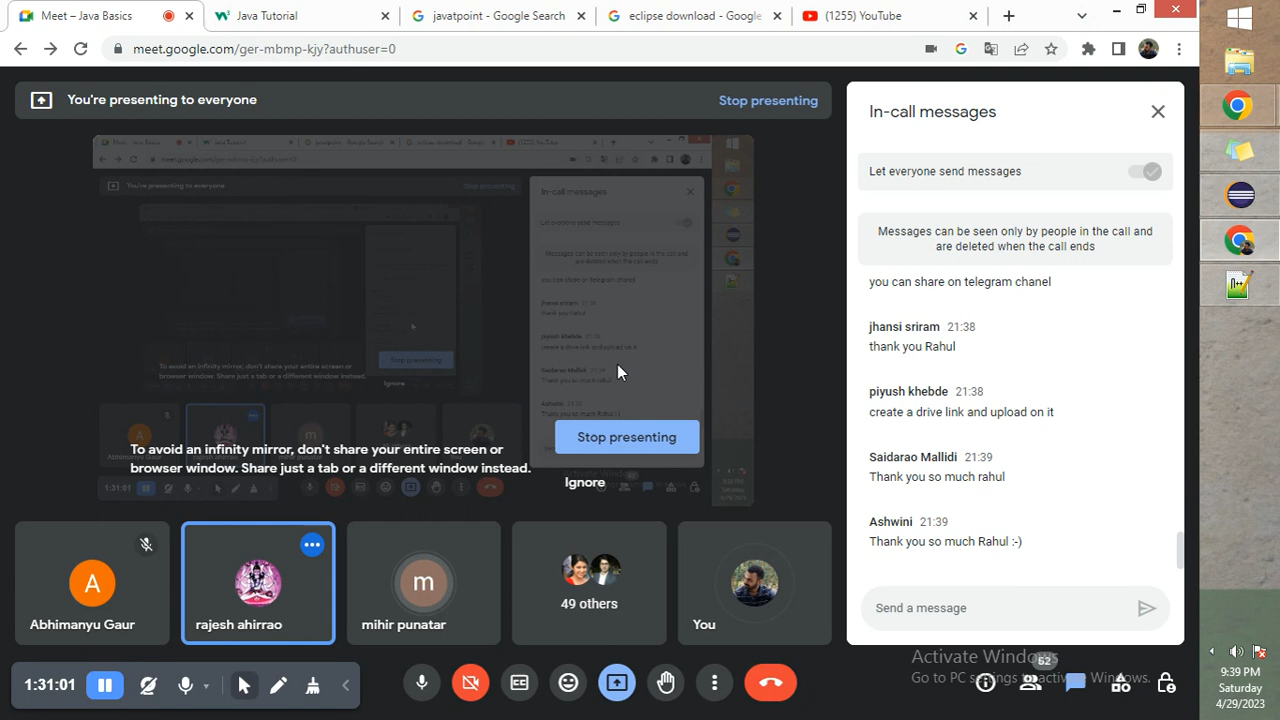 Meet – Java Basics
Java Tutorial
javatpoint - Google Search
eclipse download - Google
(1255) YouTube
meet.google.com/ger-mbmp-kjy?authuser=0
You're presenting to everyone
Stop presenting
In-call messages
Let everyone send messages
Messages can be seen only by people in the call and
are deleted when the call ends
you can share on telegram chanel
jhansi sriram 21:38
thank you Rahul
piyush khebde 21:38
create a drive link and upload on it
Saidarao Mallidi 21:39
Thank you so much rahul
Ashwini 21:39
Thank you so much Rahul :-)
Send a message
To avoid an infinity mirror, don't share your entire screen or
browser window. Share just a tab or a different window instead.
Stop presenting
Ignore
A
Abhimanyu Gaur
rajesh ahirrao
m
mihir punatar
49 others
You
1:31:01
52
Activate Windows
Go to PC settings to activate Windows.
9:39 PM
Saturday
4/29/2023